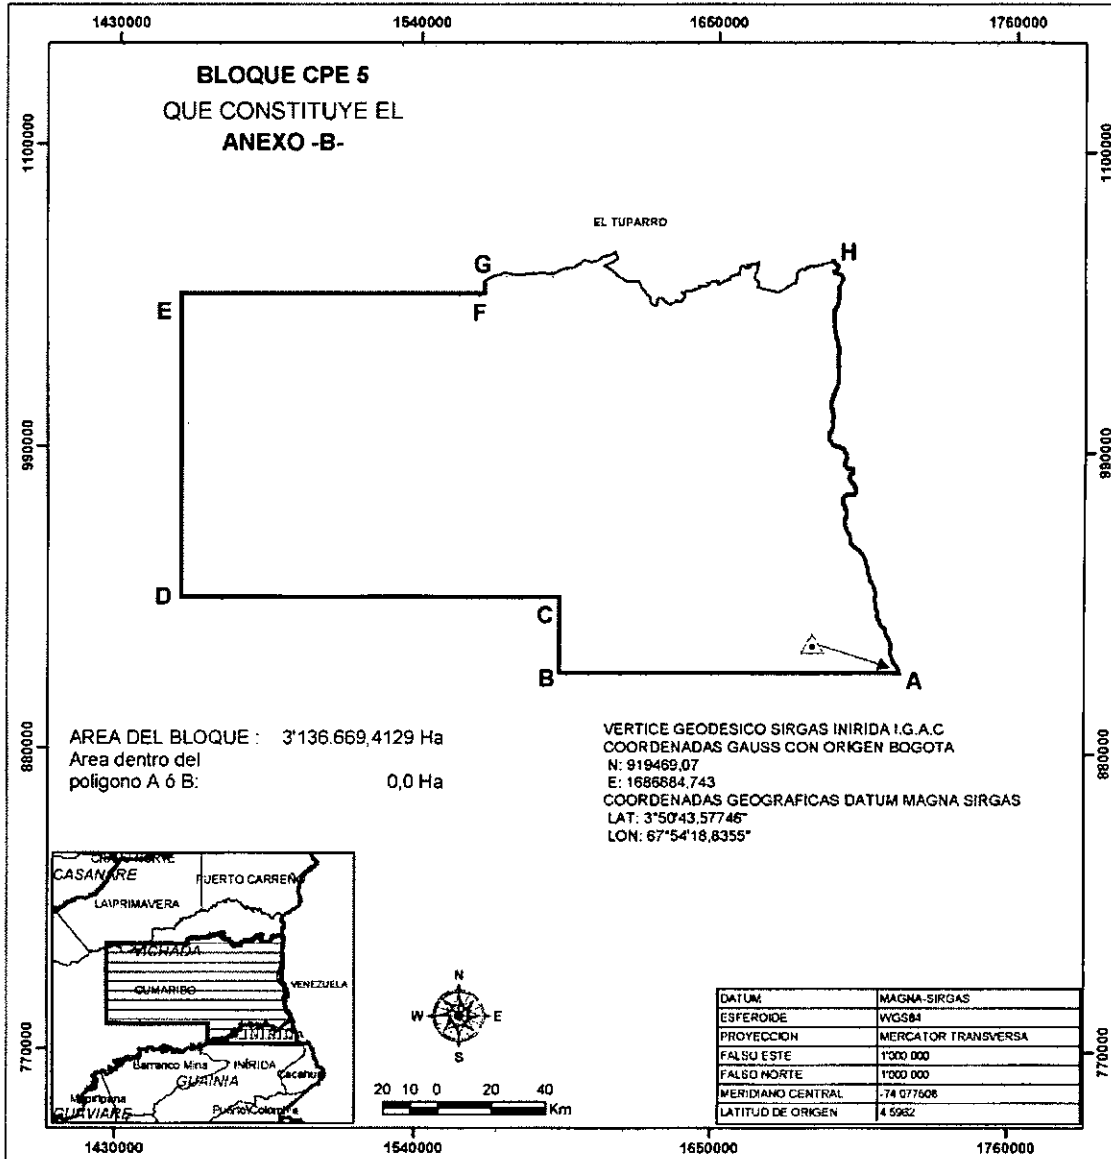 1430000 1540000 1650000 1760000
BLOQUE CPE 5
QUE CONSTITUYE EL
ANEXO -B-
1100000 1100000
EL TUPARRO
G H
E F
990000 990000
D C
B A
AREA DEL BLOQUE : 3'136.669,4129 Ha
Area dentro del
poligono A ó B: 0,0 Ha
VERTICE GEODESICO SIRGAS INIRIDA I.G.A.C
COORDENADAS GAUSS CON ORIGEN BOGOTA
N: 919469,07
E: 1686684,743
COORDENADAS GEOGRAFICAS DATUM MAGNA SIRGAS
LAT: 3°50'43,57746"
LON: 67°54'18,8355"
880000 880000
CASANARE
PUERTO CARREÑO
LA PRIMAVERA
VICHADA
CUMARIBO
VENEZUELA
INIRIDA
Barranco Mina INÍRIDA
GUAINIA Cacahual
Mapiripana
GUAVIARE Puerto Colombia
N
W E
S
20 10 0 20 40
Km
DATUM MAGNA-SIRGAS
ESFEROIDE WGS84
PROYECCION MERCATOR TRANSVERSA
FALSO ESTE 1'000 000
FALSO NORTE 1'000 000
MERIDIANO CENTRAL -74 077508
LATITUD DE ORIGEN 4 5962
770000 770000
1430000 1540000 1650000 1760000